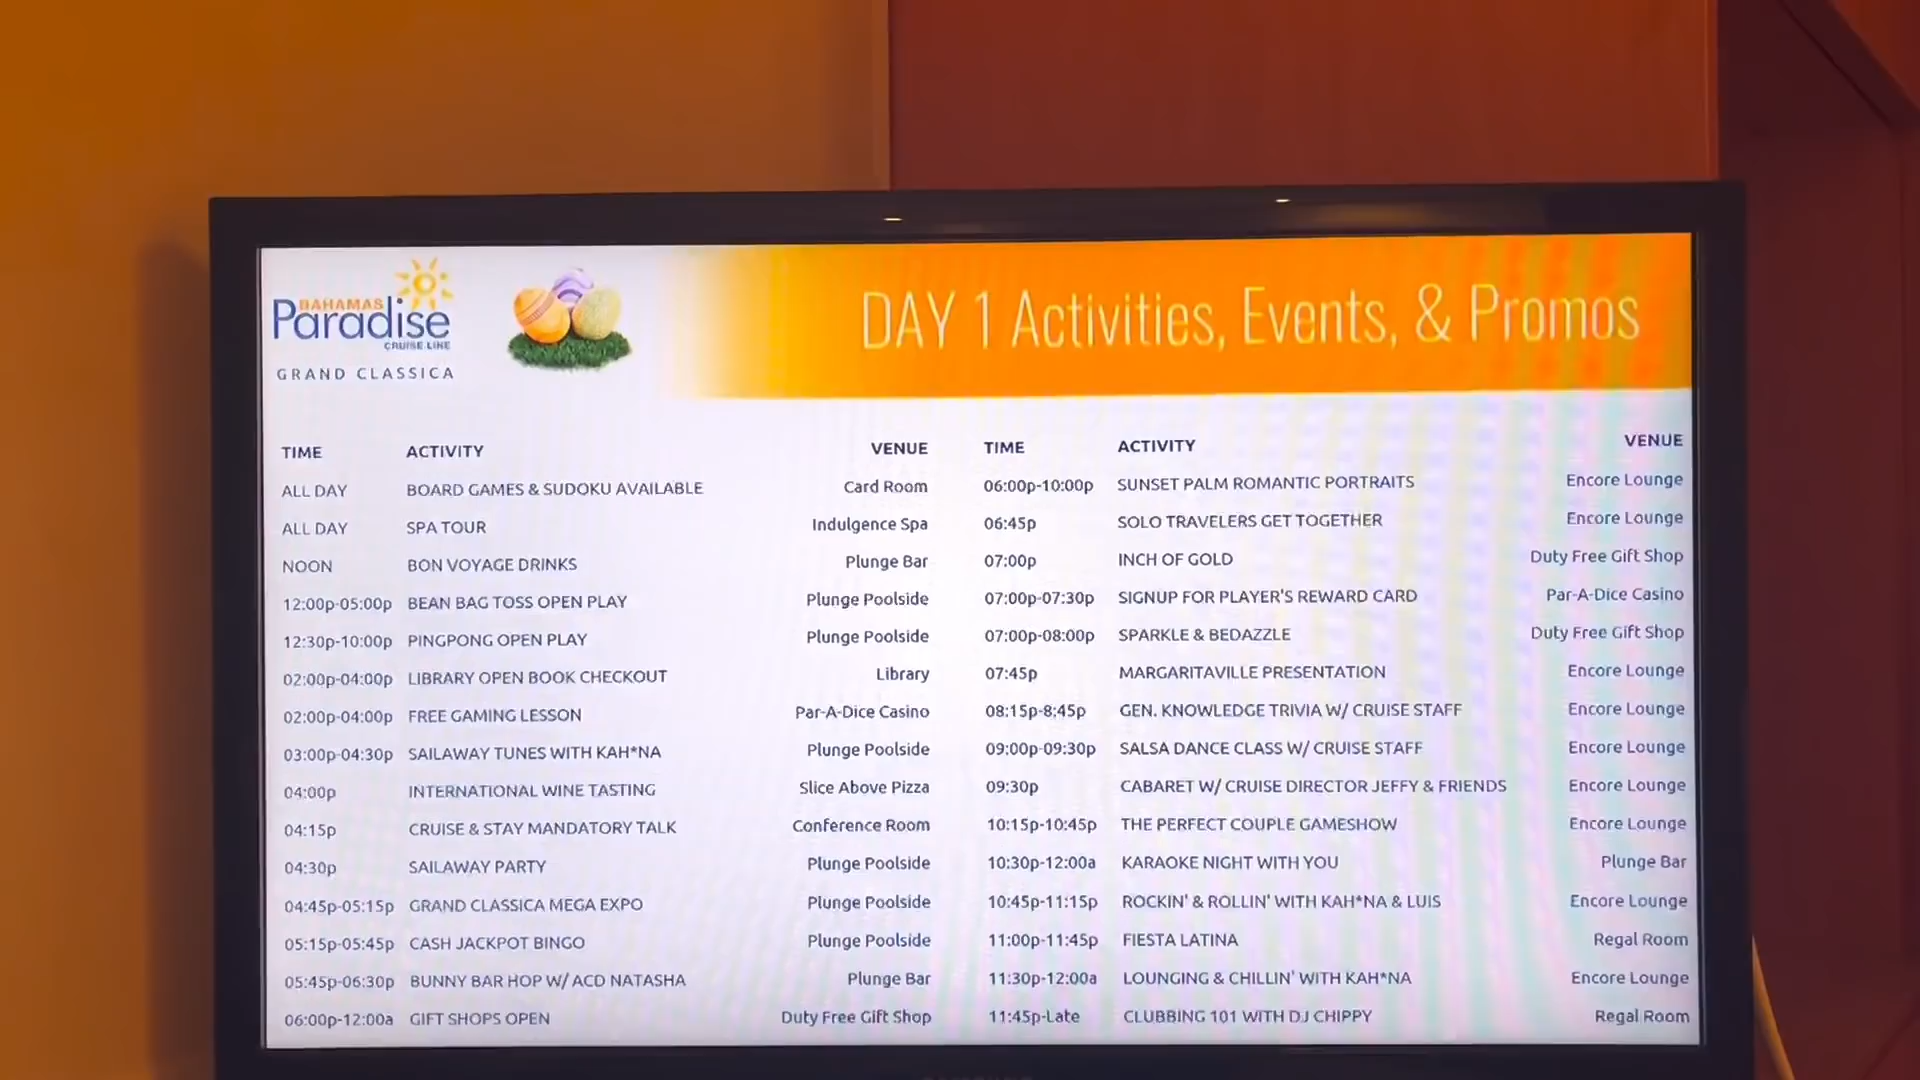 BAHAMAS
Paradise
CRUISE LINE
GRAND CLASSICA
DAY 1 Activities, Events, & Promos
TIME ACTIVITY VENUE
ALL DAY BOARD GAMES & SUDOKU AVAILABLE Card Room
ALL DAY SPA TOUR Indulgence Spa
NOON BON VOYAGE DRINKS Plunge Bar
12:00p-05:00p BEAN BAG TOSS OPEN PLAY Plunge Poolside
12:30p-10:00p PINGPONG OPEN PLAY Plunge Poolside
02:00p-04:00p LIBRARY OPEN BOOK CHECKOUT Library
02:00p-04:00p FREE GAMING LESSON Par-A-Dice Casino
03:00p-04:30p SAILAWAY TUNES WITH KAH*NA Plunge Poolside
04:00p INTERNATIONAL WINE TASTING Slice Above Pizza
04:15p CRUISE & STAY MANDATORY TALK Conference Room
04:30p SAILAWAY PARTY Plunge Poolside
04:45p-05:15p GRAND CLASSICA MEGA EXPO Plunge Poolside
05:15p-05:45p CASH JACKPOT BINGO Plunge Poolside
05:45p-06:30p BUNNY BAR HOP W/ ACD NATASHA Plunge Bar
06:00p-12:00a GIFT SHOPS OPEN Duty Free Gift Shop
TIME ACTIVITY VENUE
06:00p-10:00p SUNSET PALM ROMANTIC PORTRAITS Encore Lounge
06:45p SOLO TRAVELERS GET TOGETHER Encore Lounge
07:00p INCH OF GOLD Duty Free Gift Shop
07:00p-07:30p SIGNUP FOR PLAYER'S REWARD CARD Par-A-Dice Casino
07:00p-08:00p SPARKLE & BEDAZZLE Duty Free Gift Shop
07:45p MARGARITAVILLE PRESENTATION Encore Lounge
08:15p-8:45p GEN. KNOWLEDGE TRIVIA W/ CRUISE STAFF Encore Lounge
09:00p-09:30p SALSA DANCE CLASS W/ CRUISE STAFF Encore Lounge
09:30p CABARET W/ CRUISE DIRECTOR JEFFY & FRIENDS Encore Lounge
10:15p-10:45p THE PERFECT COUPLE GAMESHOW Encore Lounge
10:30p-12:00a KARAOKE NIGHT WITH YOU Plunge Bar
10:45p-11:15p ROCKIN' & ROLLIN' WITH KAH*NA & LUIS Encore Lounge
11:00p-11:45p FIESTA LATINA Regal Room
11:30p-12:00a LOUNGING & CHILLIN' WITH KAH*NA Encore Lounge
11:45p-Late CLUBBING 101 WITH DJ CHIPPY Regal Room